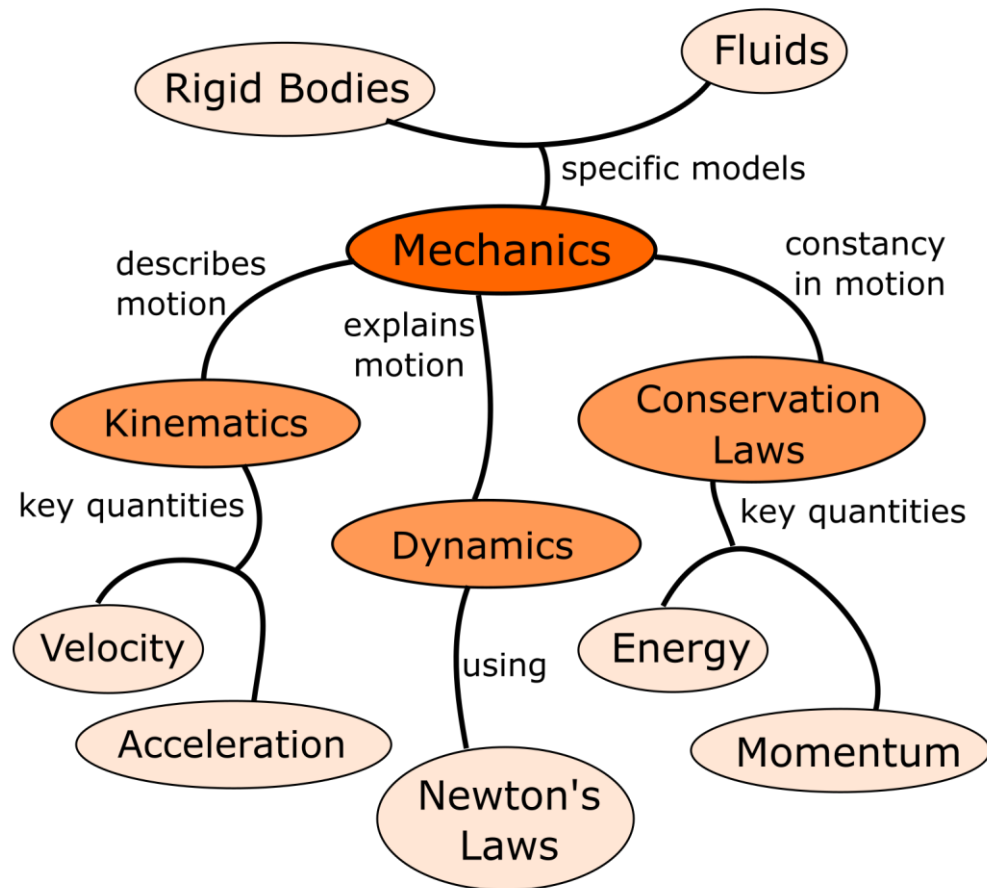 Fluids
Rigid Bodies
specific models
Mechanics
describes
motion
explains
motion
constancy
in motion
Kinematics
Conservation
Laws
key quantities
Dynamics
key quantities
Velocity
Acceleration
using
Energy
Momentum
Newton's
Laws